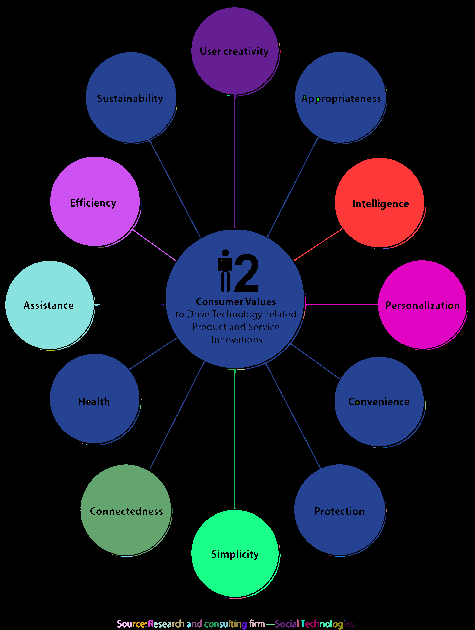 User creativity
Sustainability
Appropriateness
Efficiency
Intelligence
2
Consumer Values
to Drive Technology-related
Product and Service
Innovations
Assistance
Personalization
Health
Convenience
Connectedness
Protection
Simplicity
Source:Research and consulting firm—Social Technologies